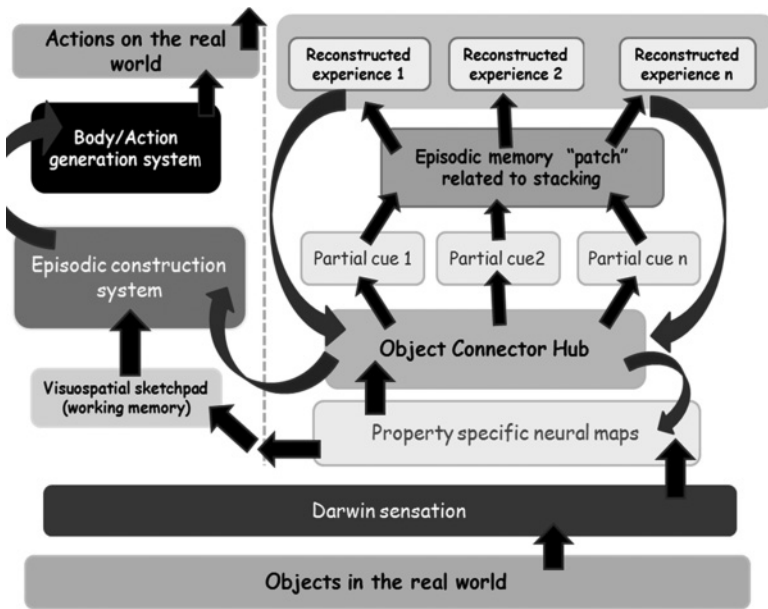 Actions on the real
world
Body/Action
generation system
Episodic construction
system
Visuospatial sketchpad
(working memory)
Reconstructed
experience 1
Reconstructed
experience 2
Reconstructed
experience n
Episodic memory “patch”
related to stacking
Partial cue 1
Partial cue2
Partial cue n
Object Connector Hub
Property specific neural maps
Darwin sensation
Objects in the real world